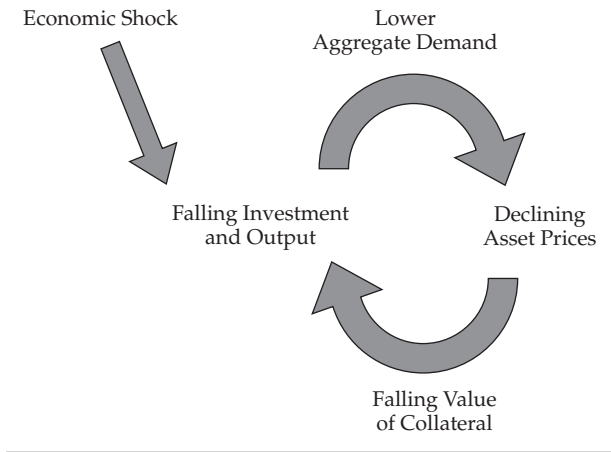 Economic Shock
Lower
Aggregate Demand
Falling Investment
and Output
Declining
Asset Prices
Falling Value
of Collateral